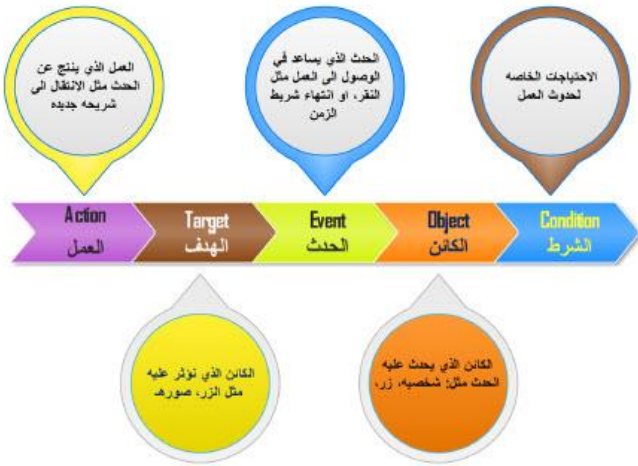 العمل الذي ينتج عن
الحدث مثل الانتقال الى
شريحه جديده
الحدث الذي يساعد في
الوصول الى العمل مثل
النقر، او انتهاء شريط
الزمن
الاحتياجات الخاصه
لحدوث العمل
Action
العمل
Target
الهدف
Event
الحدث
Object
الكائن
Condition
الشرط
الكائن الذي تؤثر عليه
مثل الزر، صوره
الكائن الذي يحدث عليه
الحدث مثل: شخصيه، زر،